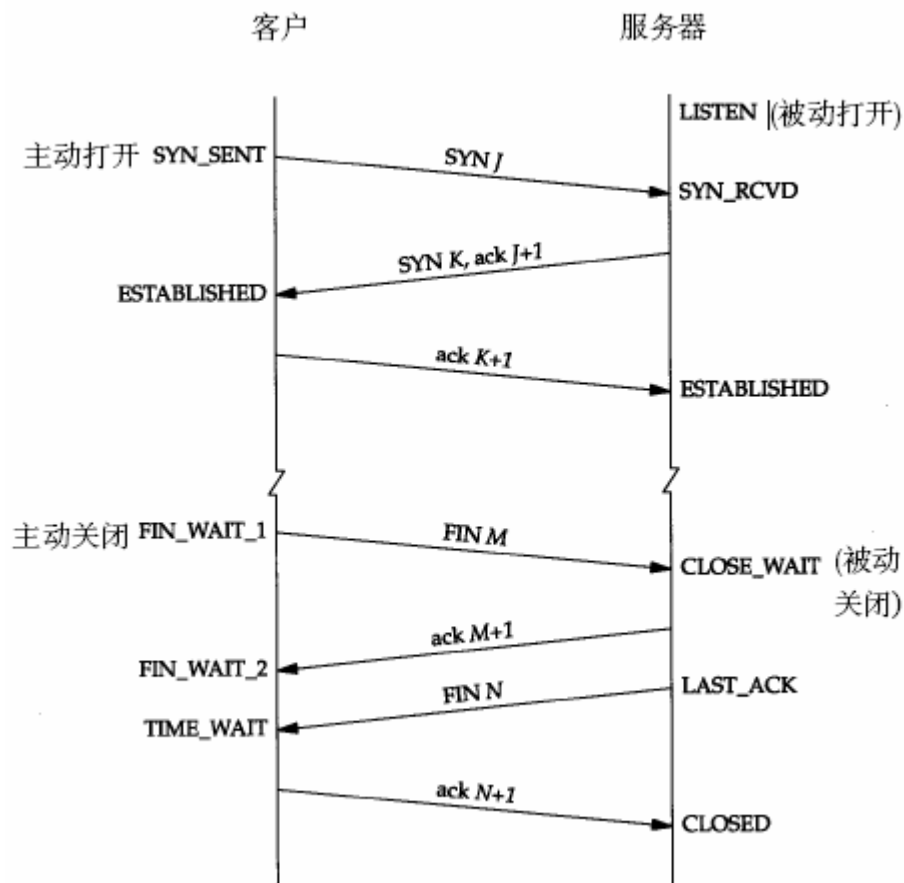 客户 服务器
LISTEN (被动打开)
主动打开 SYN_SENT SYN J
SYN_RCVD
SYN K, ack J+1
ESTABLISHED
ack K+1
ESTABLISHED
主动关闭 FIN_WAIT_1 FIN M
CLOSE_WAIT (被动
关闭)
ack M+1
FIN_WAIT_2
FIN N LAST_ACK
TIME_WAIT
ack N+1
CLOSED